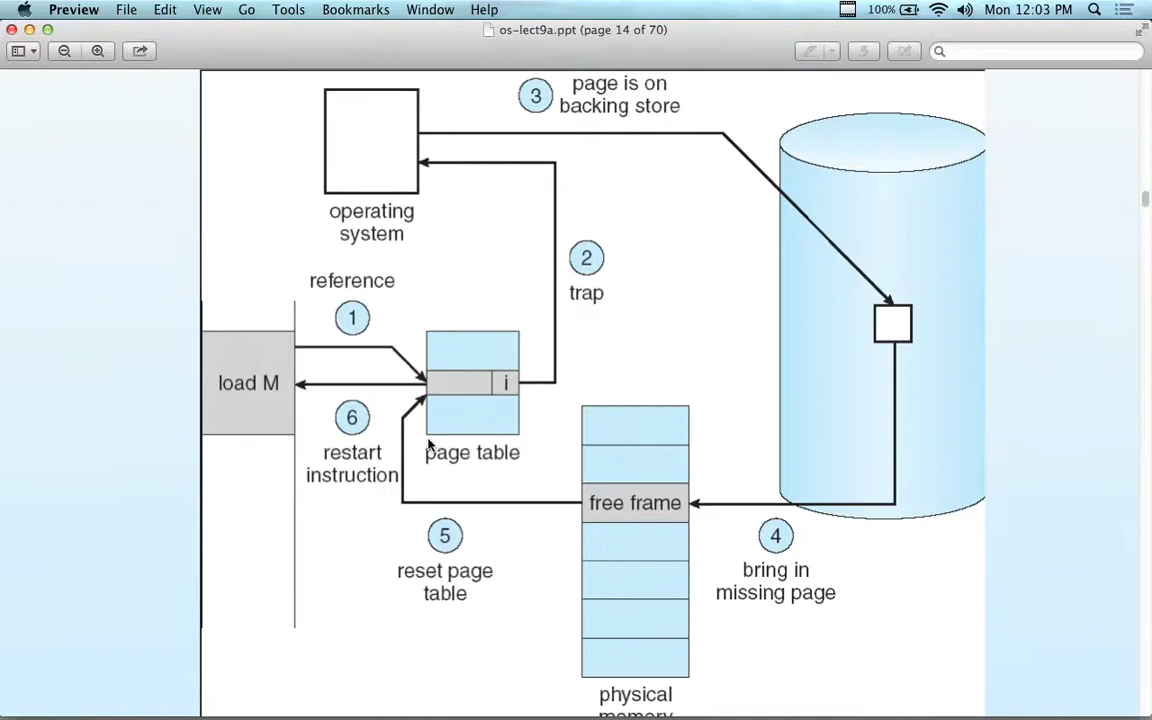 Preview File Edit View Go Tools Bookmarks Window Help 100% Mon 12:03 PM
os-lect9a.ppt (page 14 of 70)
3
page is on
backing store
operating
system
2
trap
reference
1
load M
i
6
restart
instruction
page table
free frame
5
reset page
table
4
bring in
missing page
physical
memory